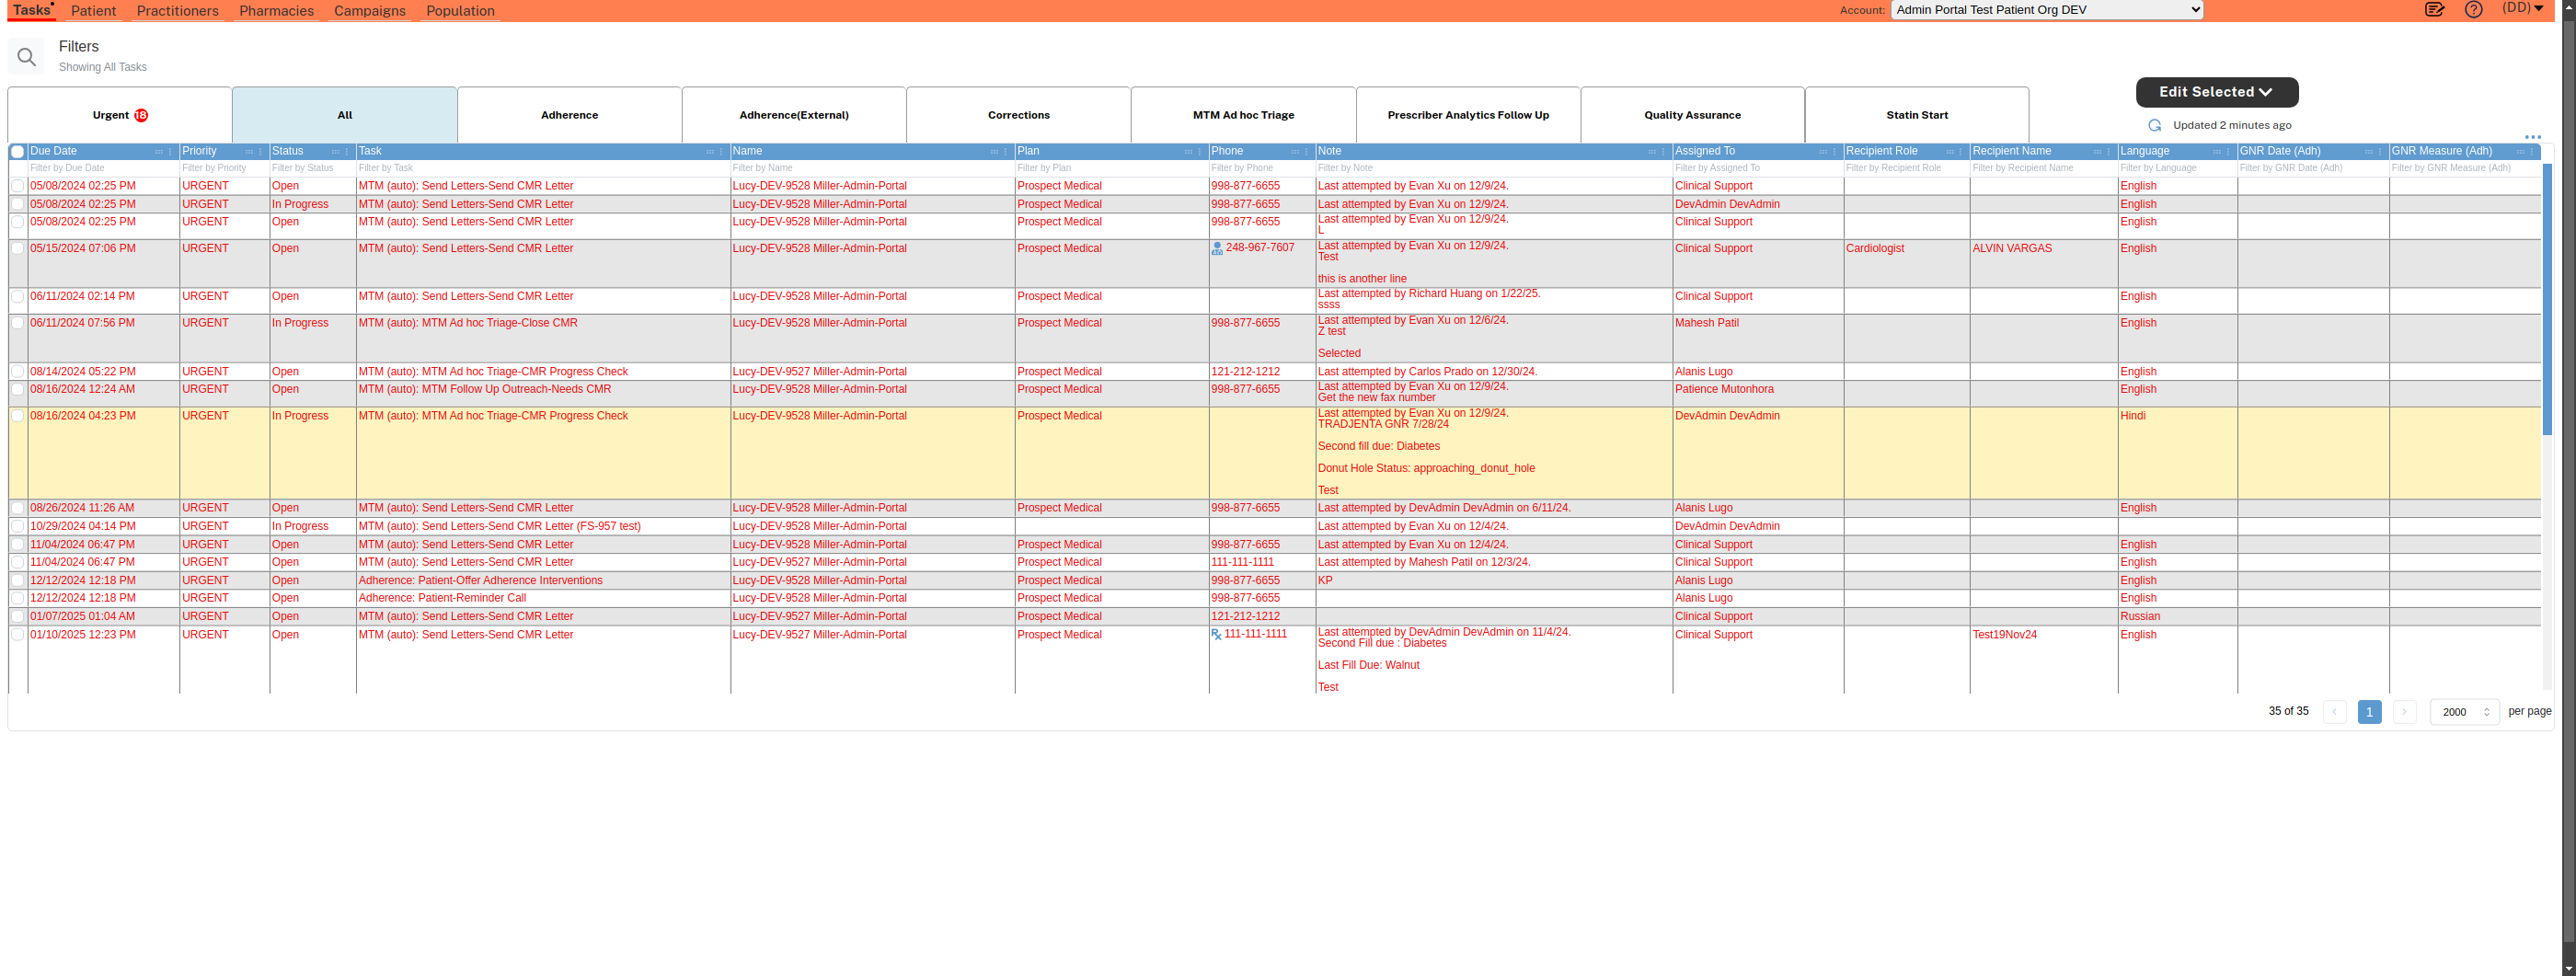 Tasks Patient Practitioners Pharmacies Campaigns Population Account: Admin Portal Test Patient Org DEV (DD)
Filters
Showing All Tasks
Urgent 18 All Adherence Adherence(External) Corrections MTM Ad hoc Triage Prescriber Analytics Follow Up Quality Assurance Statin Start
Edit Selected
Updated 2 minutes ago
Due Date Priority Status Task Name Plan Phone Note Assigned To Recipient Role Recipient Name Language GNR Date (Adh) GNR Measure (Adh)
Filter by Due Date Filter by Priority Filter by Status Filter by Task Filter by Name Filter by Plan Filter by Phone Filter by Note Filter by Assigned To Filter by Recipient Role Filter by Recipient Name Filter by Language Filter by GNR Date (Adh) Filter by GNR Measure (Adh)
05/08/2024 02:25 PM URGENT Open MTM (auto): Send Letters-Send CMR Letter Lucy-DEV-9528 Miller-Admin-Portal Prospect Medical 998-877-6655 Last attempted by Evan Xu on 12/9/24. Clinical Support English
05/08/2024 02:25 PM URGENT In Progress MTM (auto): Send Letters-Send CMR Letter Lucy-DEV-9528 Miller-Admin-Portal Prospect Medical 998-877-6655 Last attempted by Evan Xu on 12/9/24. DevAdmin DevAdmin English
05/08/2024 02:25 PM URGENT Open MTM (auto): Send Letters-Send CMR Letter Lucy-DEV-9528 Miller-Admin-Portal Prospect Medical 998-877-6655 Last attempted by Evan Xu on 12/9/24. Clinical Support English
L
05/15/2024 07:06 PM URGENT Open MTM (auto): Send Letters-Send CMR Letter Lucy-DEV-9528 Miller-Admin-Portal Prospect Medical 248-967-7607 Last attempted by Evan Xu on 12/9/24. Clinical Support Cardiologist ALVIN VARGAS English
Test
this is another line
06/11/2024 02:14 PM URGENT Open MTM (auto): Send Letters-Send CMR Letter Lucy-DEV-9528 Miller-Admin-Portal Prospect Medical Last attempted by Richard Huang on 1/22/25. Clinical Support English
ssss
06/11/2024 07:56 PM URGENT In Progress MTM (auto): MTM Ad hoc Triage-Close CMR Lucy-DEV-9528 Miller-Admin-Portal Prospect Medical 998-877-6655 Last attempted by Evan Xu on 12/6/24. Mahesh Patil English
Z test
Selected
08/14/2024 05:22 PM URGENT Open MTM (auto): MTM Ad hoc Triage-CMR Progress Check Lucy-DEV-9527 Miller-Admin-Portal Prospect Medical 121-212-1212 Last attempted by Carlos Prado on 12/30/24. Alanis Lugo English
08/16/2024 12:24 AM URGENT Open MTM (auto): MTM Follow Up Outreach-Needs CMR Lucy-DEV-9528 Miller-Admin-Portal Prospect Medical 998-877-6655 Last attempted by Evan Xu on 12/9/24. Patience Mutonhora English
Get the new fax number
08/16/2024 04:23 PM URGENT In Progress MTM (auto): MTM Ad hoc Triage-CMR Progress Check Lucy-DEV-9528 Miller-Admin-Portal Prospect Medical Last attempted by Evan Xu on 12/9/24. DevAdmin DevAdmin Hindi
TRADJENTA GNR 7/28/24
Second fill due: Diabetes
Donut Hole Status: approaching_donut_hole
Test
08/26/2024 11:26 AM URGENT Open MTM (auto): Send Letters-Send CMR Letter Lucy-DEV-9528 Miller-Admin-Portal Prospect Medical 998-877-6655 Last attempted by DevAdmin DevAdmin on 6/11/24. Alanis Lugo English
10/29/2024 04:14 PM URGENT In Progress MTM (auto): Send Letters-Send CMR Letter (FS-957 test) Lucy-DEV-9528 Miller-Admin-Portal Last attempted by Evan Xu on 12/4/24. DevAdmin DevAdmin
11/04/2024 06:47 PM URGENT Open MTM (auto): Send Letters-Send CMR Letter Lucy-DEV-9528 Miller-Admin-Portal Prospect Medical 998-877-6655 Last attempted by Evan Xu on 12/4/24. Clinical Support English
11/04/2024 06:47 PM URGENT Open MTM (auto): Send Letters-Send CMR Letter Lucy-DEV-9527 Miller-Admin-Portal Prospect Medical 111-111-1111 Last attempted by Mahesh Patil on 12/3/24. Clinical Support English
12/12/2024 12:18 PM URGENT Open Adherence: Patient-Offer Adherence Interventions Lucy-DEV-9528 Miller-Admin-Portal Prospect Medical 998-877-6655 KP Alanis Lugo English
12/12/2024 12:18 PM URGENT Open Adherence: Patient-Reminder Call Lucy-DEV-9528 Miller-Admin-Portal Prospect Medical 998-877-6655 Alanis Lugo English
01/07/2025 01:04 AM URGENT Open MTM (auto): Send Letters-Send CMR Letter Lucy-DEV-9527 Miller-Admin-Portal Prospect Medical 121-212-1212 Clinical Support Russian
01/10/2025 12:23 PM URGENT Open MTM (auto): Send Letters-Send CMR Letter Lucy-DEV-9527 Miller-Admin-Portal Prospect Medical 111-111-1111 Last attempted by DevAdmin DevAdmin on 11/4/24. Clinical Support Test19Nov24 English
Second Fill due : Diabetes
Last Fill Due: Walnut
Test
35 of 35 1 2000 per page